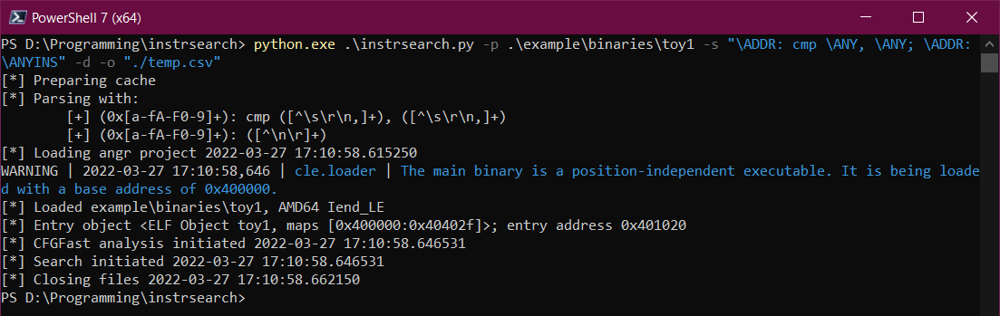 PowerShell 7 (x64)
PS D:\Programming\instrsearch> python.exe .\instrsearch.py -p .\example\binaries\toy1 -s "\ADDR: cmp \ANY, \ANY; \ADDR:
\ANYINS" -d -o "./temp.csv"
[*] Preparing cache
[*] Parsing with:
        [+] (0x[a-fA-F0-9]+): cmp ([^\s\r\n,]+), ([^\s\r\n,]+)
        [+] (0x[a-fA-F0-9]+): ([^\n\r]+)
[*] Loading angr project 2022-03-27 17:10:58.615250
WARNING | 2022-03-27 17:10:58,646 | cle.loader | The main binary is a position-independent executable. It is being loade
d with a base address of 0x400000.
[*] Loaded example\binaries\toy1, AMD64 Iend_LE
[*] Entry object <ELF Object toy1, maps [0x400000:0x40402f]>; entry address 0x401020
[*] CFGFast analysis initiated 2022-03-27 17:10:58.646531
[*] Search initiated 2022-03-27 17:10:58.646531
[*] Closing files 2022-03-27 17:10:58.662150
PS D:\Programming\instrsearch>